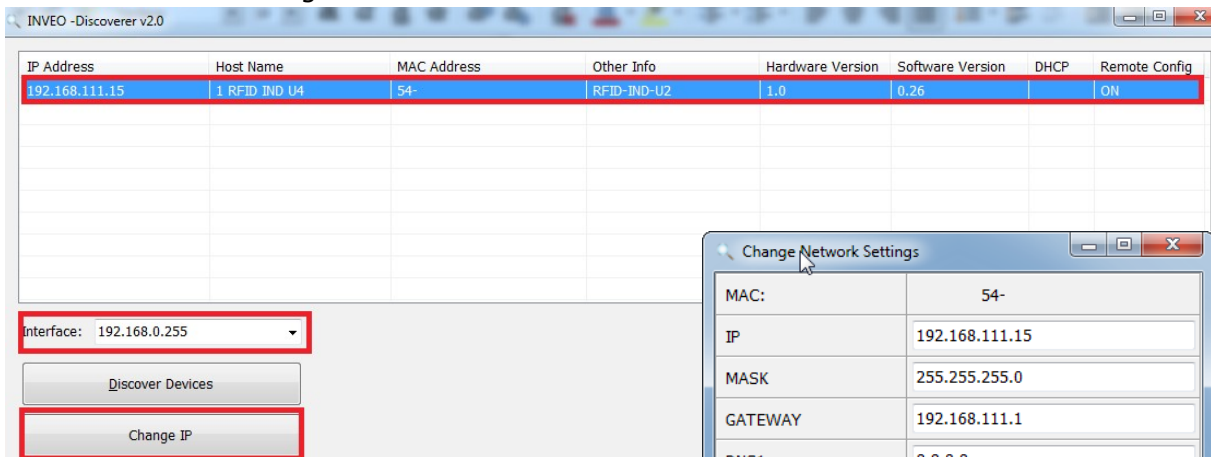 INVEO -Discoverer v2.0
IP Address Host Name MAC Address Other Info Hardware Version Software Version DHCP Remote Config
192.168.111.15 1 RFID IND U4 54- RFID-IND-U2 1.0 0.26 ON
Change Network Settings
MAC: 54-
Interface: 192.168.0.255
IP 192.168.111.15
Discover Devices
MASK 255.255.255.0
Change IP
GATEWAY 192.168.111.1